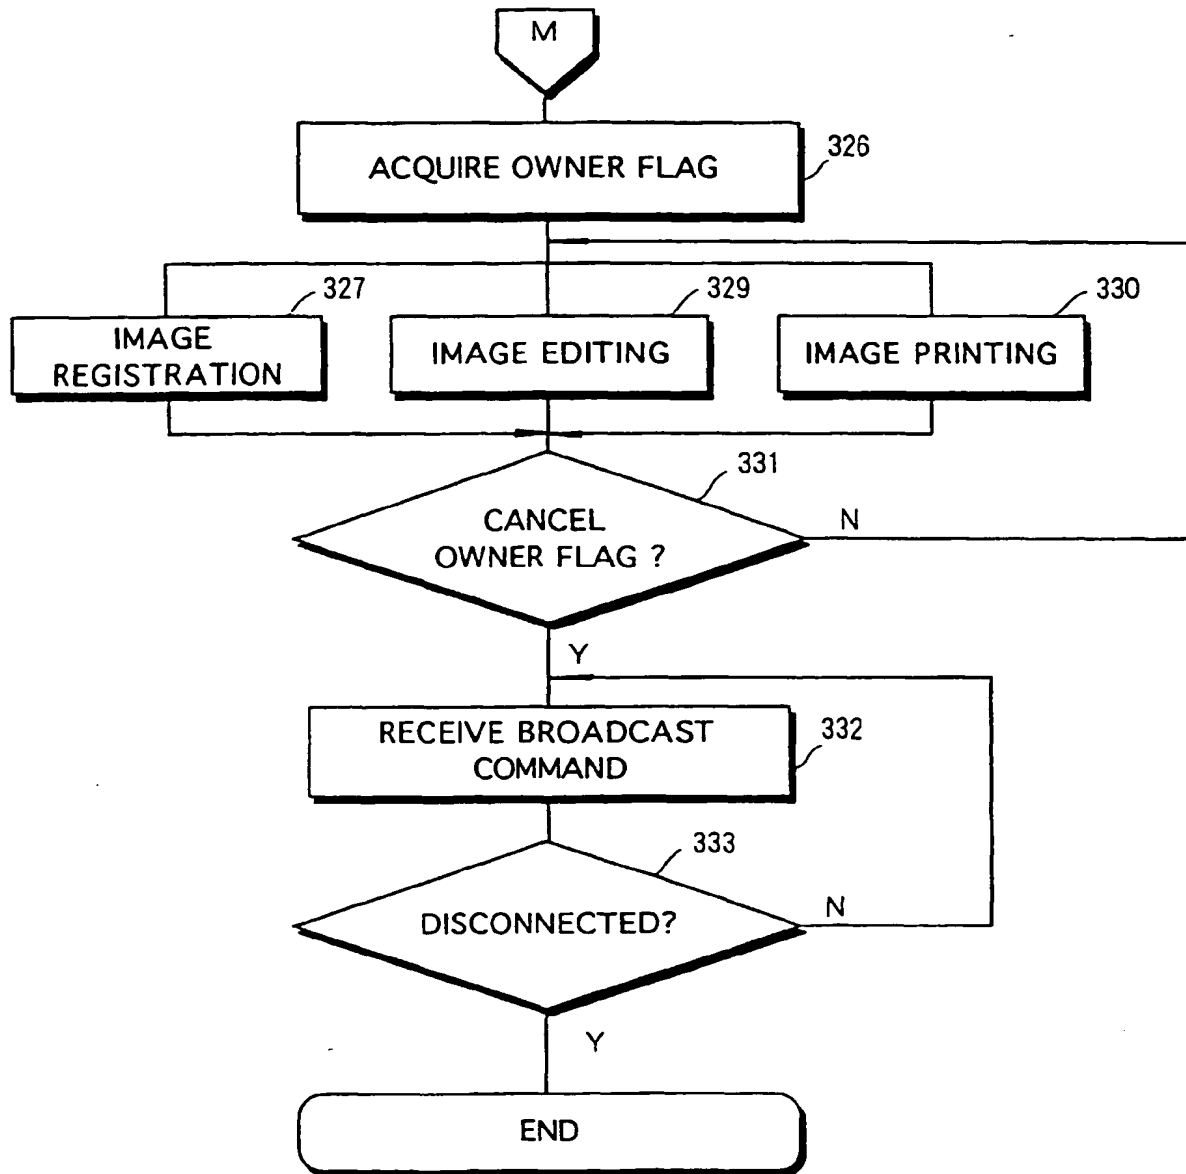 M
ACQUIRE OWNER FLAG
326
327
329
330
IMAGE
REGISTRATION
IMAGE EDITING
IMAGE PRINTING
331
CANCEL
OWNER FLAG ?
N
Y
RECEIVE BROADCAST
COMMAND
332
333
DISCONNECTED?
N
Y
END